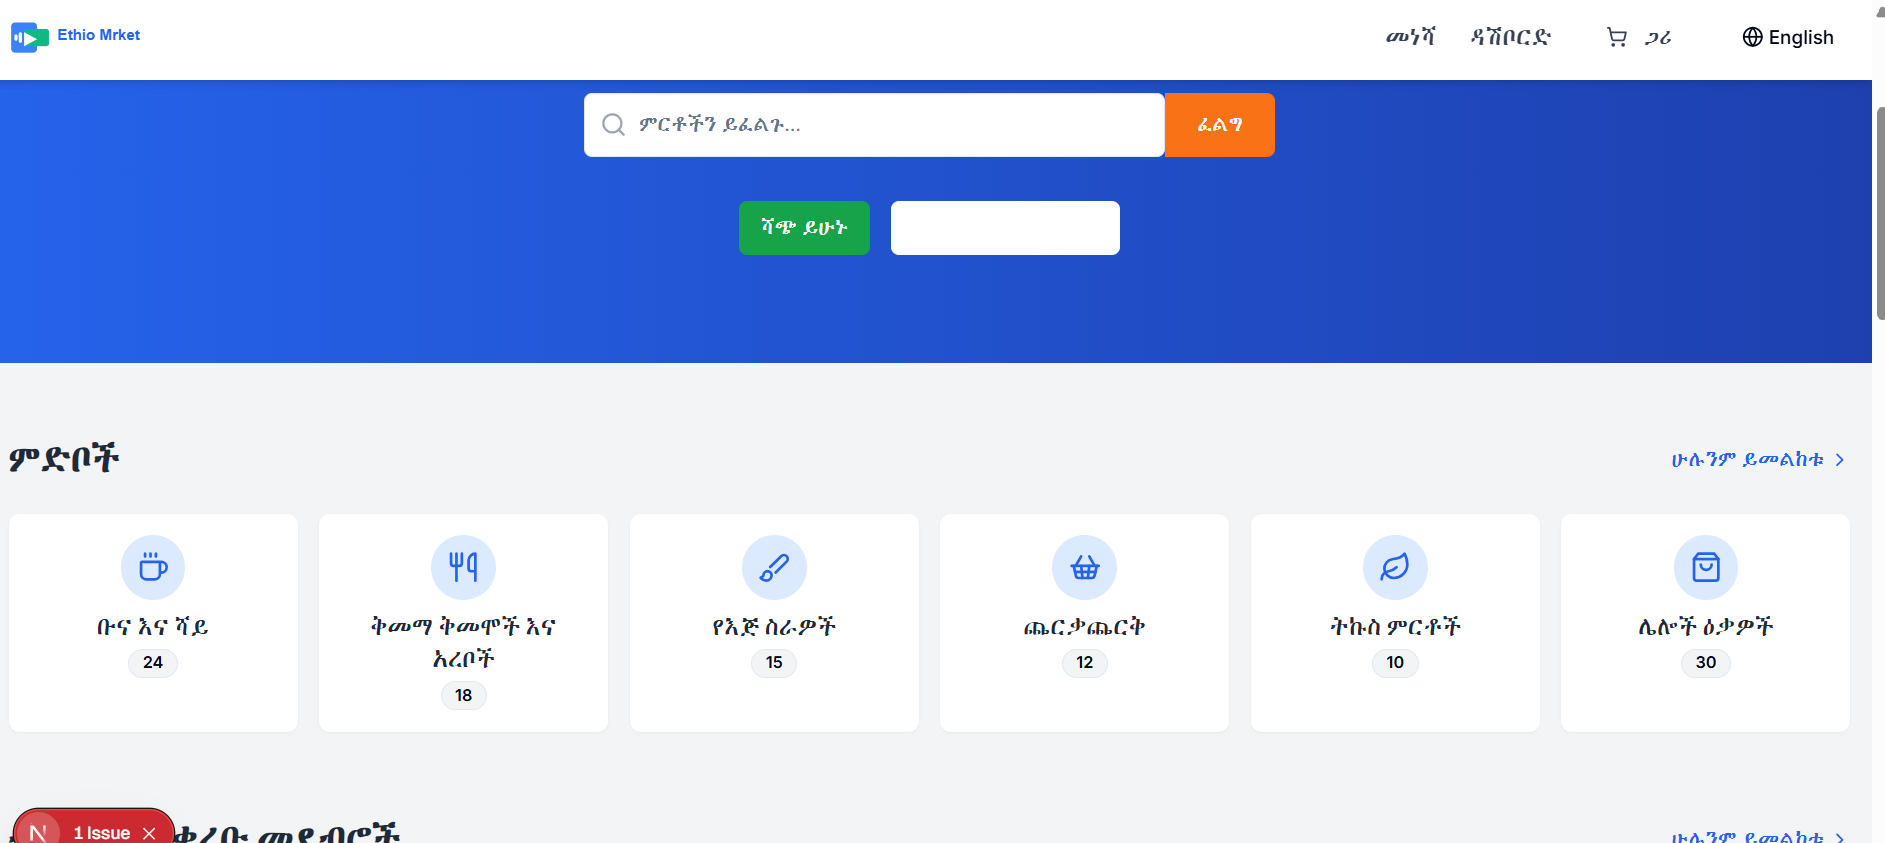 Ethio Mrket
መነሻ ዳሽቦርድ ጋሪ English
ምርቶችን ይፈልጉ...
ፈልግ
ሻጭ ይሁኑ
ምድቦች
ሁሉንም ይመልከቱ
ቡና እና ሻይ
24
ቅመማ ቅመሞች እና
አረቦች
18
የእጅ ስራዎች
15
ጨርቃጨርቅ
12
ትኩስ ምርቶች
10
ሌሎች ዕቃዎች
30
1 Issue
መደብሮች
ሁሉንም ይመልከቱ